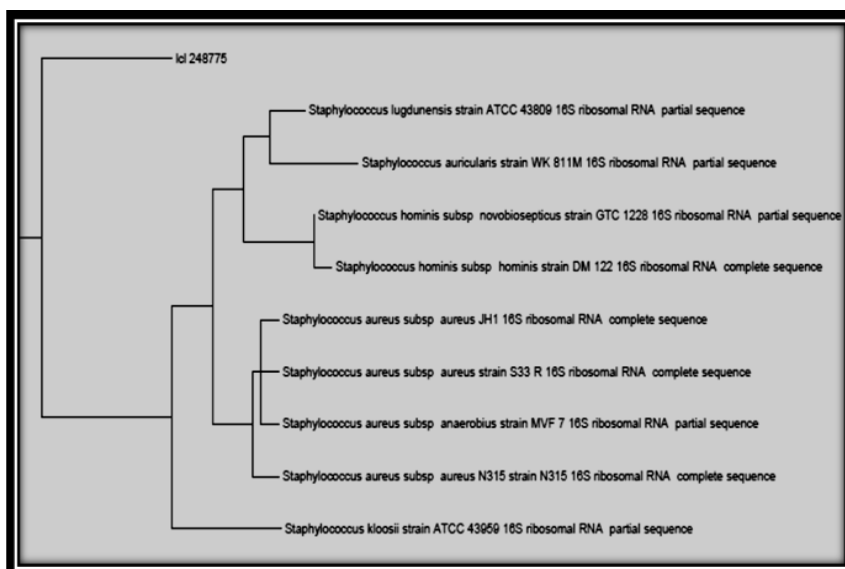 lcl 248775
Staphylococcus lugdunensis strain ATCC 43809 16S ribosomal RNA partial sequence
Staphylococcus auricularis strain WK 811M 16S ribosomal RNA partial sequence
Staphylococcus hominis subsp novobiosepticus strain GTC 1228 16S ribosomal RNA partial sequence
Staphylococcus hominis subsp hominis strain DM 122 16S ribosomal RNA complete sequence
Staphylococcus aureus subsp aureus JH1 16S ribosomal RNA complete sequence
Staphylococcus aureus subsp aureus strain S33 R 16S ribosomal RNA complete sequence
Staphylococcus aureus subsp anaerobius strain MVF 7 16S ribosomal RNA partial sequence
Staphylococcus aureus subsp aureus N315 strain N315 16S ribosomal RNA complete sequence
Staphylococcus kloosii strain ATCC 43959 16S ribosomal RNA partial sequence